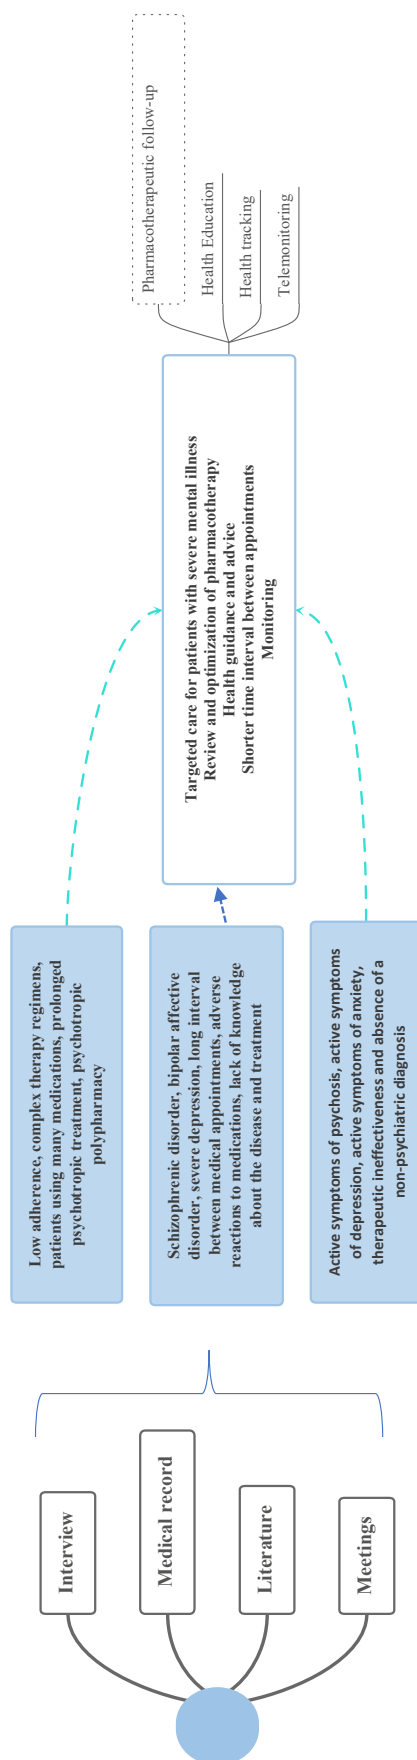 Interview
Medical record
Literature
Meetings
Low adherence, complex therapy regimens,
patients using many medications, prolonged
psychotropic treatment, psychotropic
polypharmacy
Schizophrenic disorder, bipolar affective
disorder, severe depression, long interval
between medical appointments, adverse
reactions to medications, lack of knowledge
about the disease and treatment
Active symptoms of psychosis, active symptoms
of depression, active symptoms of anxiety,
therapeutic ineffectiveness and absence of a
non-psychiatric diagnosis
Targeted care for patients with severe mental illness
Review and optimization of pharmacotherapy
Health guidance and advice
Shorter time interval between appointments
Monitoring
Pharmacotherapeutic follow-up
Health Education
Health tracking
Telemonitoring